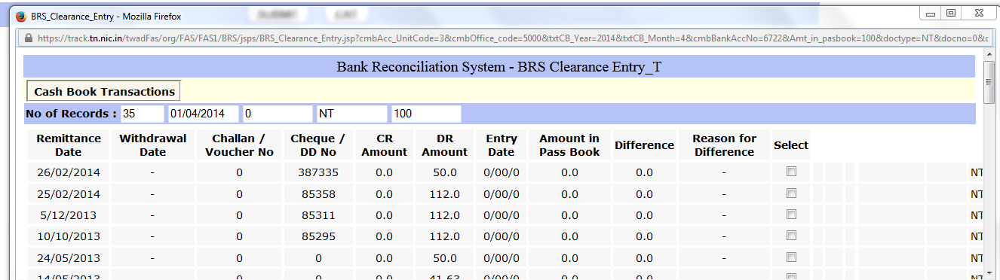 BRS_Clearance_Entry - Mozilla Firefox
https://track.tn.nic.in/twadFas/org/FAS/FAS1/BRS/jsps/BRS_Clearance_Entry.jsp?cmbAcc_UnitCode=3&cmbOffice_code=5000&txtCB_Year=2014&txtCB_Month=4&cmbBankAccNo=6722&Amt_in_pasbook=100&doctype=NT&docno=0&c
Bank Reconciliation System - BRS Clearance Entry_T
Cash Book Transactions
No of Records : 35 01/04/2014 0 NT 100
Remittance Withdrawal Challan / Cheque / CR DR Entry Amount in Difference Reason for Select
Date Date Voucher No DD No Amount Amount Date Pass Book Difference
26/02/2014 - 0 387335 0.0 50.0 0/00/0 0.0 0.0 - NT
25/02/2014 - 0 85358 0.0 112.0 0/00/0 0.0 0.0 - NT
5/12/2013 - 0 85311 0.0 112.0 0/00/0 0.0 0.0 - NT
10/10/2013 - 0 85295 0.0 112.0 0/00/0 0.0 0.0 - NT
24/05/2013 - 0 0 0.0 50.0 0/00/0 0.0 0.0 - NT
14/05/2013 - 0 0 0.0 41.63 0/00/0 0.0 0.0 NT